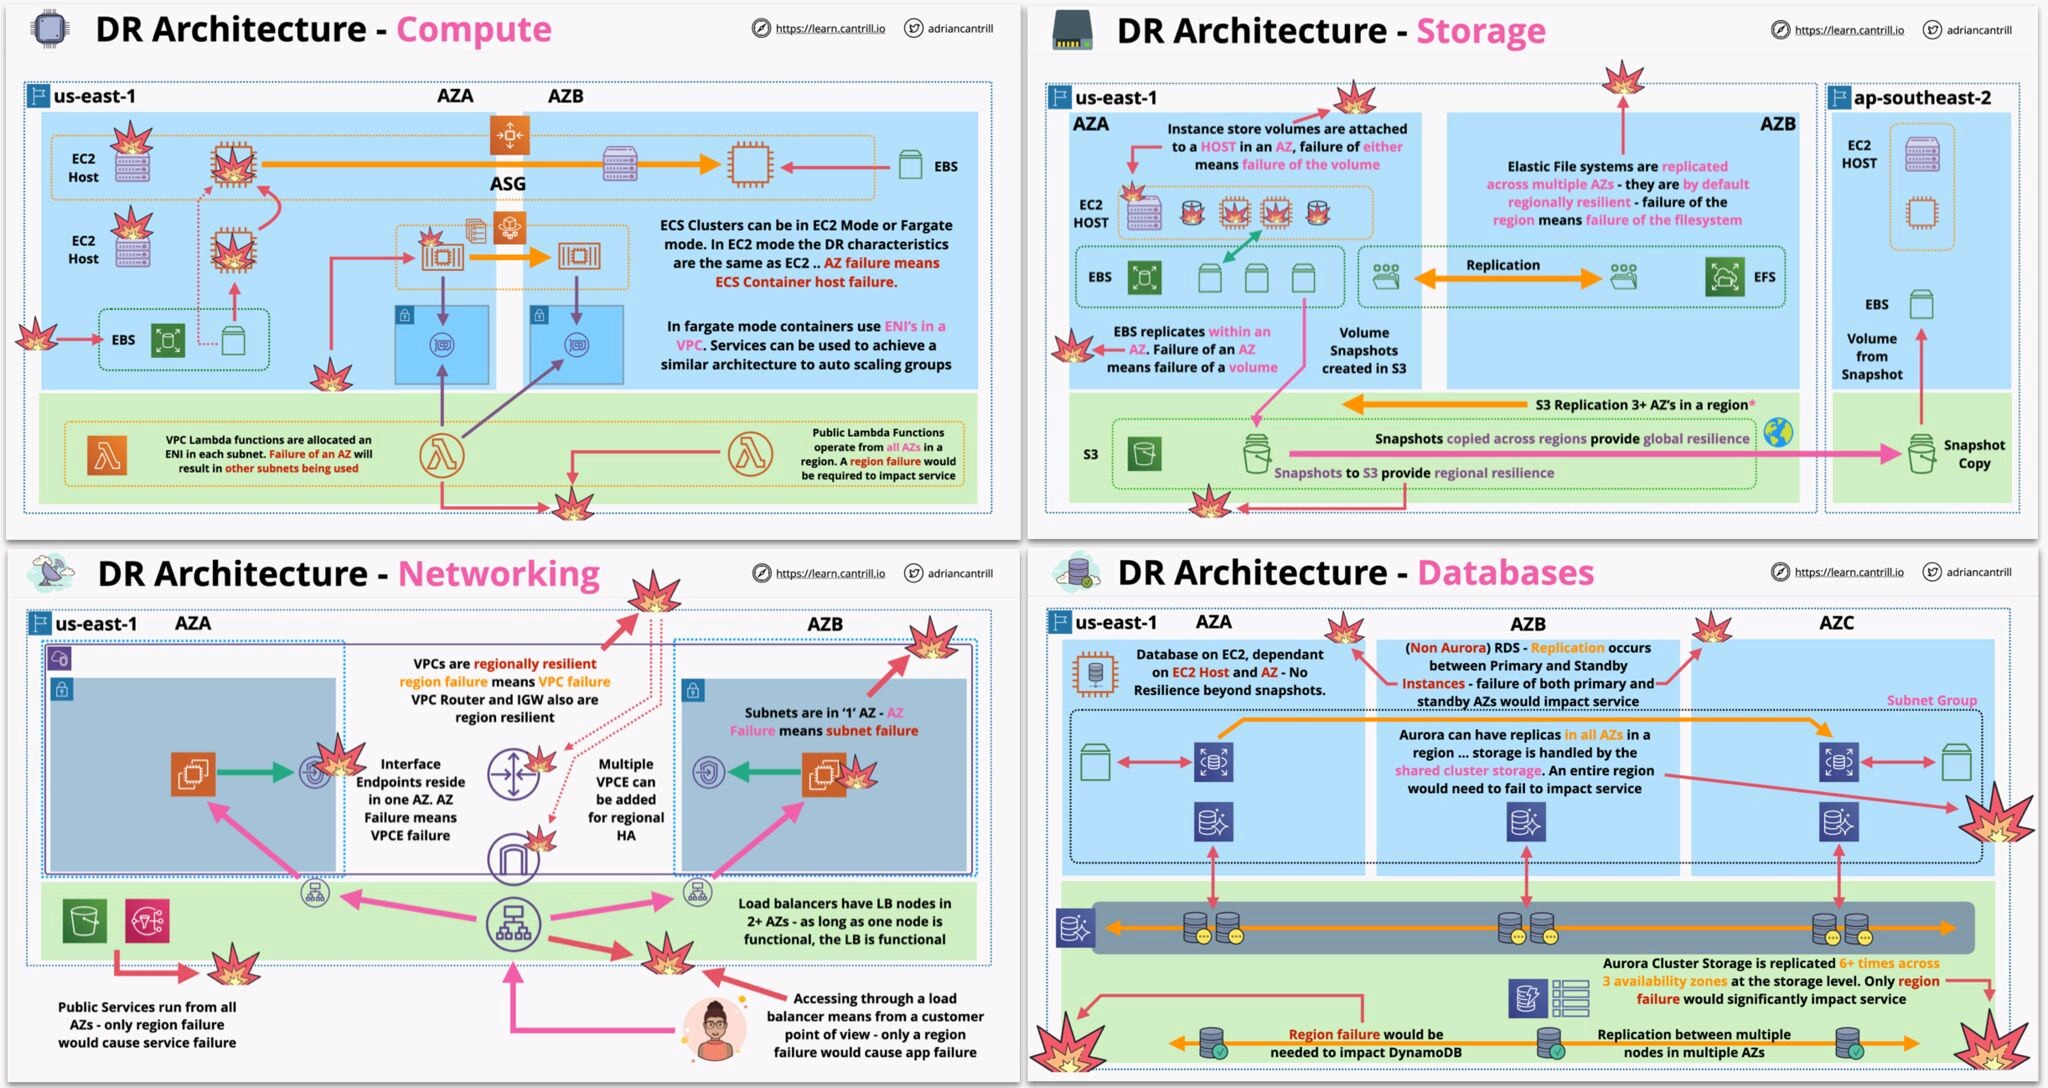 DR Architecture - Compute
https://learn.cantrill.io
adriancantrill
us-east-1
AZA
AZB
EC2
Host
EBS
ASG
EC2
Host
ECS Clusters can be in EC2 Mode or Fargate
mode. In EC2 mode the DR characteristics
are the same as EC2 .. AZ failure means
ECS Container host failure.
EBS
In fargate mode containers use ENI's in a
VPC. Services can be used to achieve a
similar architecture to auto scaling groups
VPC Lambda functions are allocated an
ENI in each subnet. Failure of an AZ will
result in other subnets being used
Public Lambda Functions
operate from all AZs in a
region. A region failure would
be required to impact service
DR Architecture - Storage
https://learn.cantrill.io
adriancantrill
us-east-1
ap-southeast-2
AZA
AZB
Instance store volumes are attached
to a HOST in an AZ, failure of either
means failure of the volume
Elastic File systems are replicated
across multiple AZs - they are by default
regionally resilient - failure of the
region means failure of the filesystem
EC2
HOST
EC2
HOST
EBS
Replication
EFS
EBS
EBS replicates within an
AZ. Failure of an AZ
means failure of a volume
Volume
Snapshots
created in S3
Volume
from
Snapshot
S3 Replication 3+ AZ's in a region*
S3
Snapshots copied across regions provide global resilience
Snapshots to S3 provide regional resilience
Snapshot
Copy
DR Architecture - Networking
https://learn.cantrill.io
adriancantrill
us-east-1
AZA
AZB
VPCs are regionally resilient
region failure means VPC failure
VPC Router and IGW also are
region resilient
Subnets are in '1' AZ - AZ
Failure means subnet failure
Interface
Endpoints reside
in one AZ. AZ
Failure means
VPCE failure
Multiple
VPCE can
be added
for regional
HA
Load balancers have LB nodes in
2+ AZs - as long as one node is
functional, the LB is functional
Public Services run from all
AZs - only region failure
would cause service failure
Accessing through a load
balancer means from a customer
point of view - only a region
failure would cause app failure
DR Architecture - Databases
https://learn.cantrill.io
adriancantrill
us-east-1
AZA
AZB
AZC
Database on EC2, dependant
on EC2 Host and AZ - No
Resilience beyond snapshots.
(Non Aurora) RDS - Replication occurs
between Primary and Standby
Instances - failure of both primary and
standby AZs would impact service
Subnet Group
Aurora can have replicas in all AZs in a
region ... storage is handled by the
shared cluster storage. An entire region
would need to fail to impact service
Aurora Cluster Storage is replicated 6+ times across
3 availability zones at the storage level. Only region
failure would significantly impact service
Region failure would be
needed to impact DynamoDB
Replication between multiple
nodes in multiple AZs